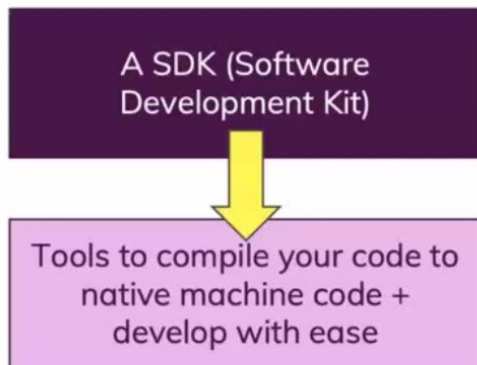 A SDK (Software
Development Kit)
Tools to compile your code to
native machine code +
develop with ease